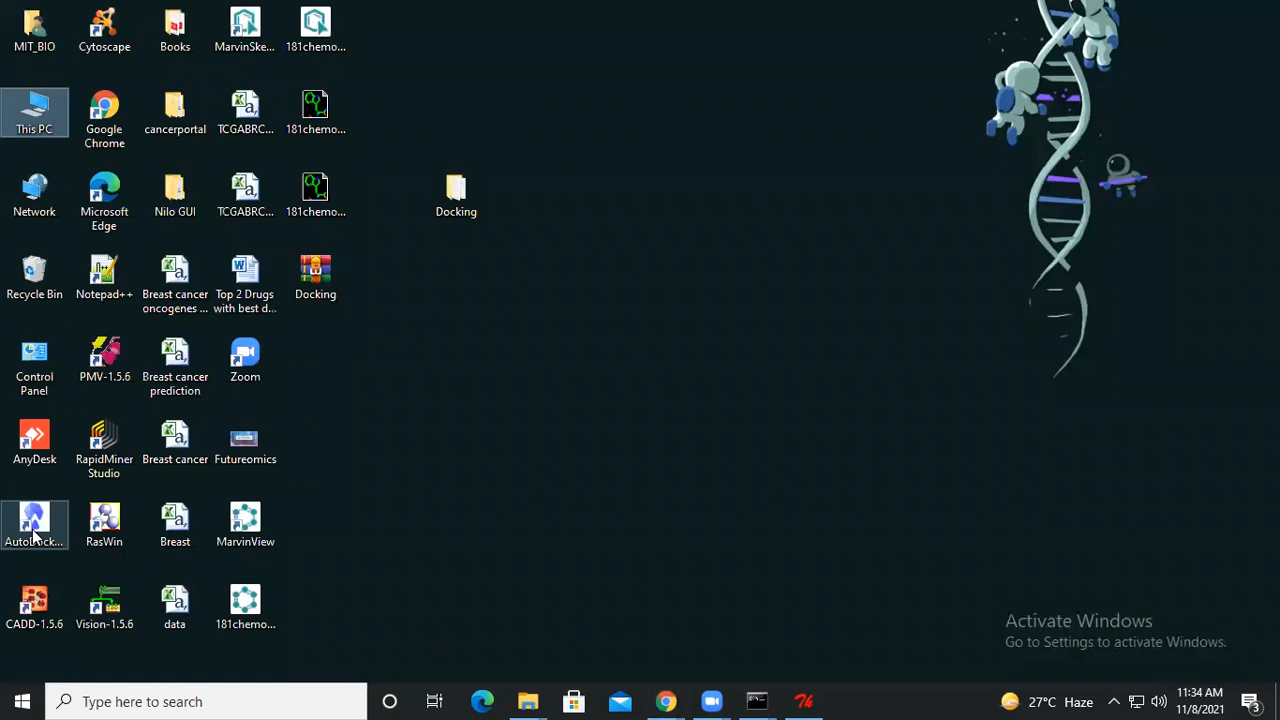 MIT_BIO
Cytoscape
Books
MarvinSke...
181chemo...
This PC
Google
Chrome
cancerportal
TCGABRC...
181chemo...
Network
Microsoft
Edge
Nilo GUI
TCGABRC...
181chemo...
Docking
Recycle Bin
Notepad++
Breast cancer
oncogenes ...
Top 2 Drugs
with best d...
Docking
Control
Panel
PMV-1.5.6
Breast cancer
prediction
Zoom
AnyDesk
RapidMiner
Studio
Breast cancer
Futureomics
AutoDock...
RasWin
Breast
MarvinView
CADD-1.5.6
Vision-1.5.6
data
181chemo...
Activate Windows
Go to Settings to activate Windows.
Type here to search
27°C Haze
11:34 AM
11/8/2021
3